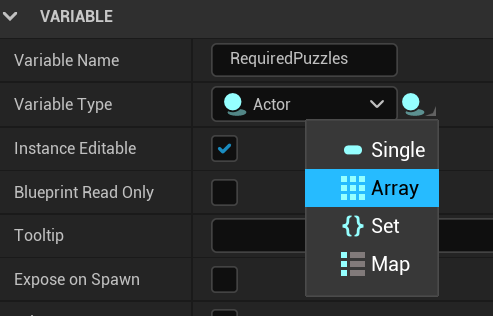 VARIABLE
Variable Name RequiredPuzzles
Variable Type Actor
Single
Instance Editable
Array
Blueprint Read Only
Set
Tooltip
Map
Expose on Spawn